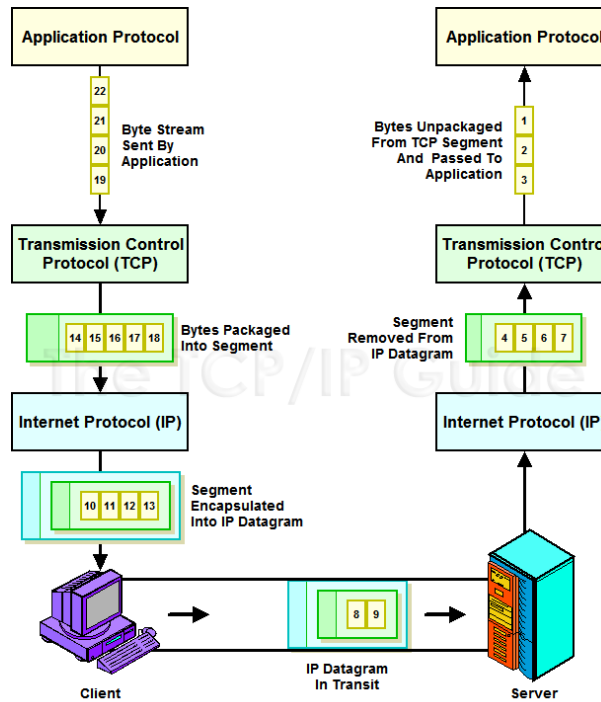 Application Protocol
Application Protocol
22
21
20
19
Byte Stream
Sent By
Application
Bytes Unpackaged
From TCP Segment
And Passed To
Application
1
2
3
Transmission Control
Protocol (TCP)
Transmission Control
Protocol (TCP)
14 15 16 17 18
Bytes Packaged
Into Segment
Segment
Removed From
IP Datagram
4 5 6 7
The TCP/IP Guide
Internet Protocol (IP)
Internet Protocol (IP
10 11 12 13
Segment
Encapsulated
Into IP Datagram
8 9
IP Datagram
In Transit
Client
Server